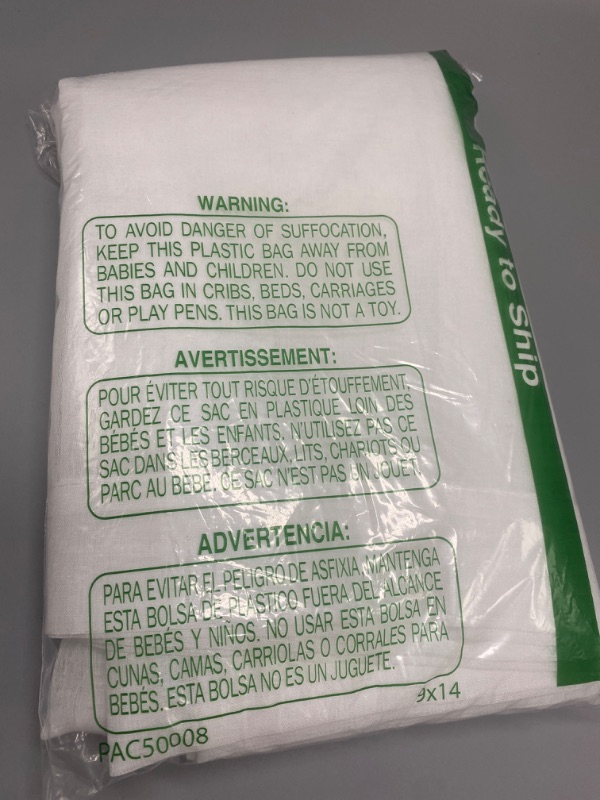 WARNING:
TO AVOID DANGER OF SUFFOCATION,
KEEP THIS PLASTIC BAG AWAY FROM
BABIES AND CHILDREN. DO NOT USE
THIS BAG IN CRIBS, BEDS, CARRIAGES
OR PLAY PENS. THIS BAG IS NOT A TOY.
AVERTISSEMENT:
POUR ÉVITER TOUT RISQUE D'ÉTOUFFEMENT,
GARDEZ CE SAC EN PLASTIQUE LOIN DES
BÉBÉS ET LES ENFANTS. N'UTILISEZ PAS CE
SAC DANS LES BERCEAUX, LITS, CHARIOTS OU
PARC AU BÉBÉ. CE SAC N'EST PAS UN JOUET.
ADVERTENCIA:
PARA EVITAR EL PELIGRO DE ASFIXIA, MANTENGA
ESTA BOLSA DE PLASTICO FUERA DEL ALCANCE
DE BEBÉS Y NINOS. NO USAR ESTA BOLSA EN
CUNAS, CAMAS, CARRIOLAS O CORRALES PARA
BEBÉS. ESTA BOLSA NO ES UN JUGUETE.
9x14
PAC50008
Ready to Ship